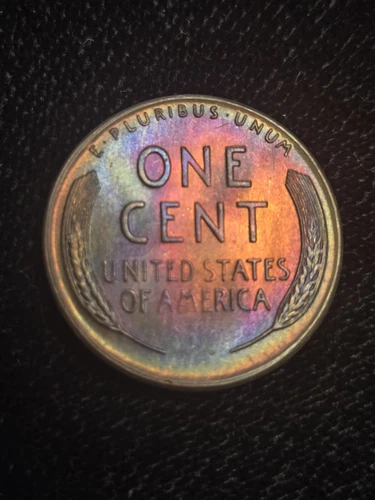 E·PLURIBUS·UNUM
ONE
CENT
UNITED STATES
OF AMERICA